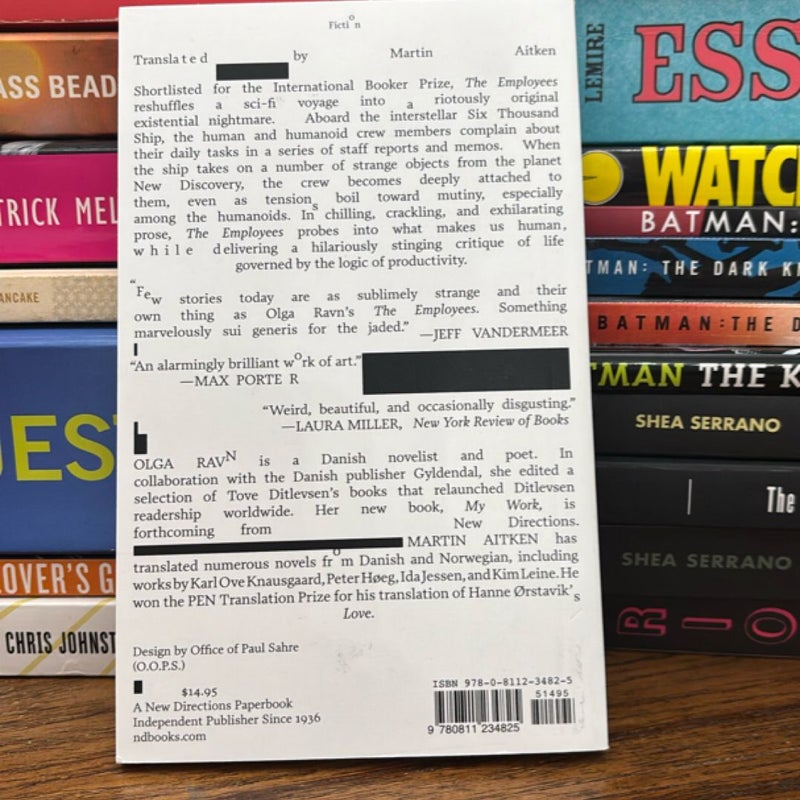 Fiction
Translated by Martin Aitken
Shortlisted for the International Booker Prize, The Employees
reshuffles a sci-fi voyage into a riotously original
existential nightmare. Aboard the interstellar Six Thousand
Ship, the human and humanoid crew members complain about
their daily tasks in a series of staff reports and memos. When
the ship takes on a number of strange objects from the planet
New Discovery, the crew becomes deeply attached to
them, even as tensions boil toward mutiny, especially
among the humanoids. In chilling, crackling, and exhilarating
prose, The Employees probes into what makes us human,
while delivering a hilariously stinging critique of life
governed by the logic of productivity.
“Few stories today are as sublimely strange and their
own thing as Olga Ravn's The Employees. Something
marvelously sui generis for the jaded.” —JEFF VANDERMEER
“An alarmingly brilliant work of art.”
—MAX PORTE R
“Weird, beautiful, and occasionally disgusting.”
—LAURA MILLER, New York Review of Books
OLGA RAVN is a Danish novelist and poet. In
collaboration with the Danish publisher Gyldendal, she edited a
selection of Tove Ditlevsen's books that relaunched Ditlevsen
readership worldwide. Her new book, My Work, is
forthcoming from New Directions.
MARTIN AITKEN has
translated numerous novels from Danish and Norwegian, including
works by Karl Ove Knausgaard, Peter Høeg, Ida Jessen, and Kim Leine. He
won the PEN Translation Prize for his translation of Hanne Ørstavik's
Love.
Design by Office of Paul Sahre
(O.O.P.S.)
$14.95
A New Directions Paperbook
Independent Publisher Since 1936
ndbooks.com
ISBN 978-0-8112-3482-5
51495
9 780811 234825
ASS BEAD
TRICK MEL
ANCAKE
UEST
LOVER'S G
CHRIS JOHNST
LEMIRE
ESS
WATC
BATMAN:
TMAN: THE DARK K
BATMAN: THE D
TMAN THE K
SHEA SERRANO
The
SHEA SERRANO
RIO